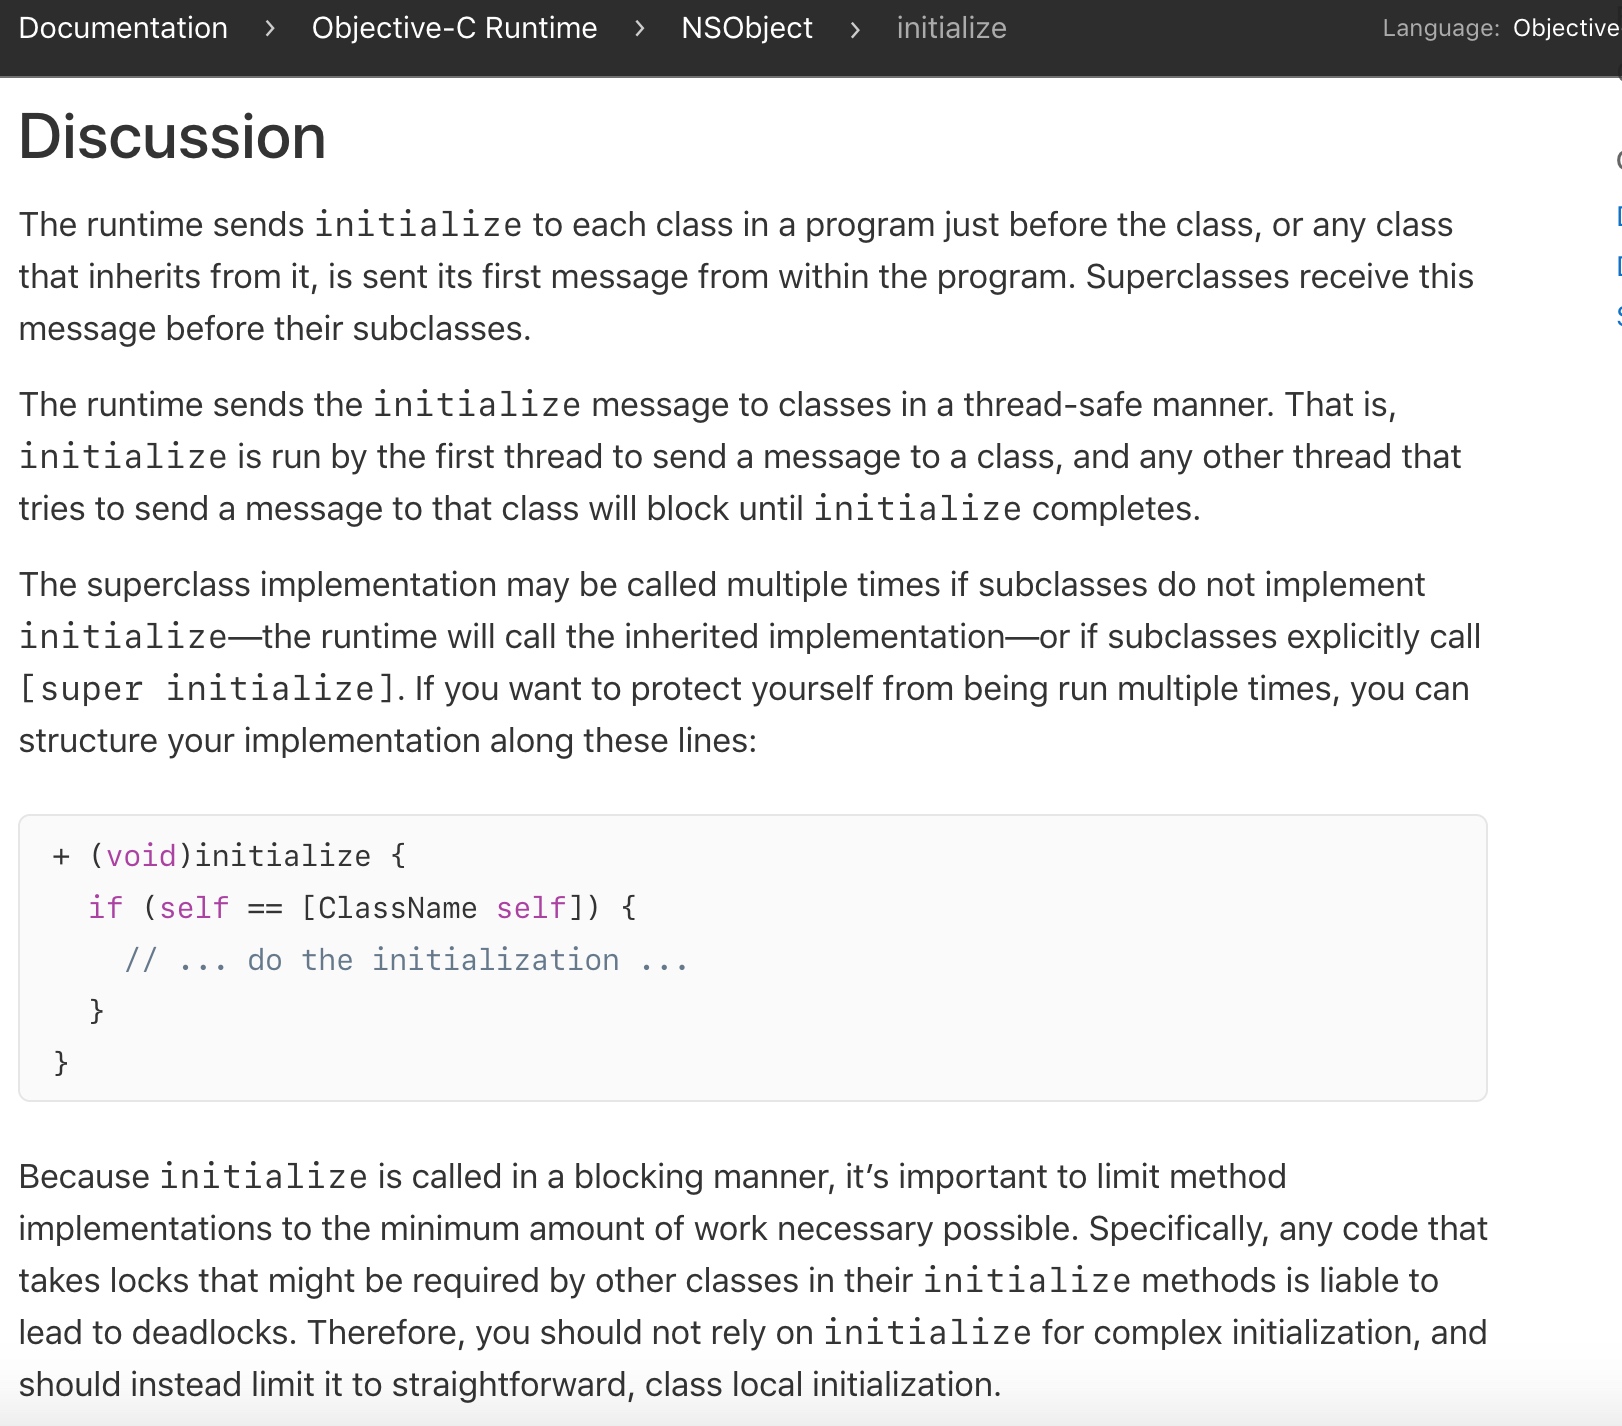 Documentation > Objective-C Runtime > NSObject > initialize Language: Objective
Discussion
The runtime sends initialize to each class in a program just before the class, or any class
that inherits from it, is sent its first message from within the program. Superclasses receive this
message before their subclasses.
The runtime sends the initialize message to classes in a thread-safe manner. That is,
initialize is run by the first thread to send a message to a class, and any other thread that
tries to send a message to that class will block until initialize completes.
The superclass implementation may be called multiple times if subclasses do not implement
initialize—the runtime will call the inherited implementation—or if subclasses explicitly call
[super initialize]. If you want to protect yourself from being run multiple times, you can
structure your implementation along these lines:
+ (void)initialize {
  if (self == [ClassName self]) {
    // ... do the initialization ...
  }
}
Because initialize is called in a blocking manner, it’s important to limit method
implementations to the minimum amount of work necessary possible. Specifically, any code that
takes locks that might be required by other classes in their initialize methods is liable to
lead to deadlocks. Therefore, you should not rely on initialize for complex initialization, and
should instead limit it to straightforward, class local initialization.